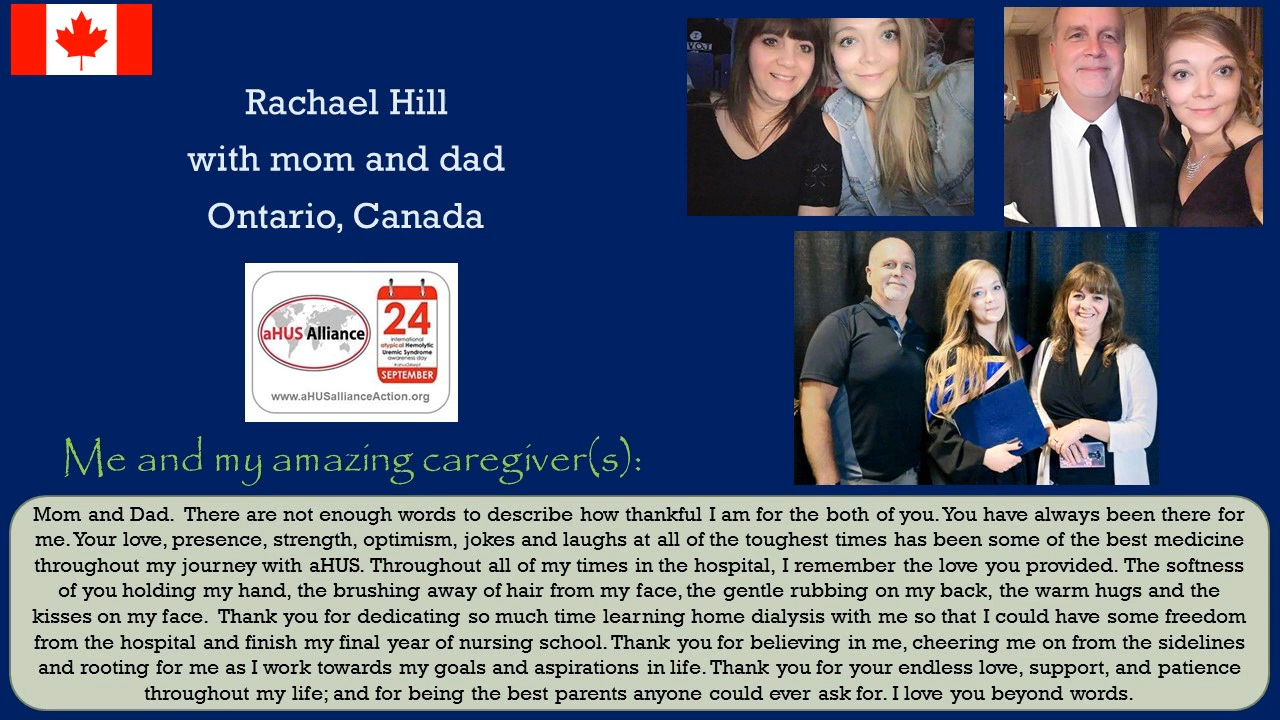 Rachael Hill
with mom and dad
Ontario, Canada
aHUS Alliance
24
international
atypical Hemolytic
Uremic Syndrome
awareness day
SEPTEMBER
www.aHUSallianceAction.org
Me and my amazing caregiver(s):
Mom and Dad. There are not enough words to describe how thankful I am for the both of you. You have always been there for
me. Your love, presence, strength, optimism, jokes and laughs at all of the toughest times has been some of the best medicine
throughout my journey with aHUS. Throughout all of my times in the hospital, I remember the love you provided. The softness
of you holding my hand, the brushing away of hair from my face, the gentle rubbing on my back, the warm hugs and the
kisses on my face. Thank you for dedicating so much time learning home dialysis with me so that I could have some freedom
from the hospital and finish my final year of nursing school. Thank you for believing in me, cheering me on from the sidelines
and rooting for me as I work towards my goals and aspirations in life. Thank you for your endless love, support, and patience
throughout my life; and for being the best parents anyone could ever ask for. I love you beyond words.